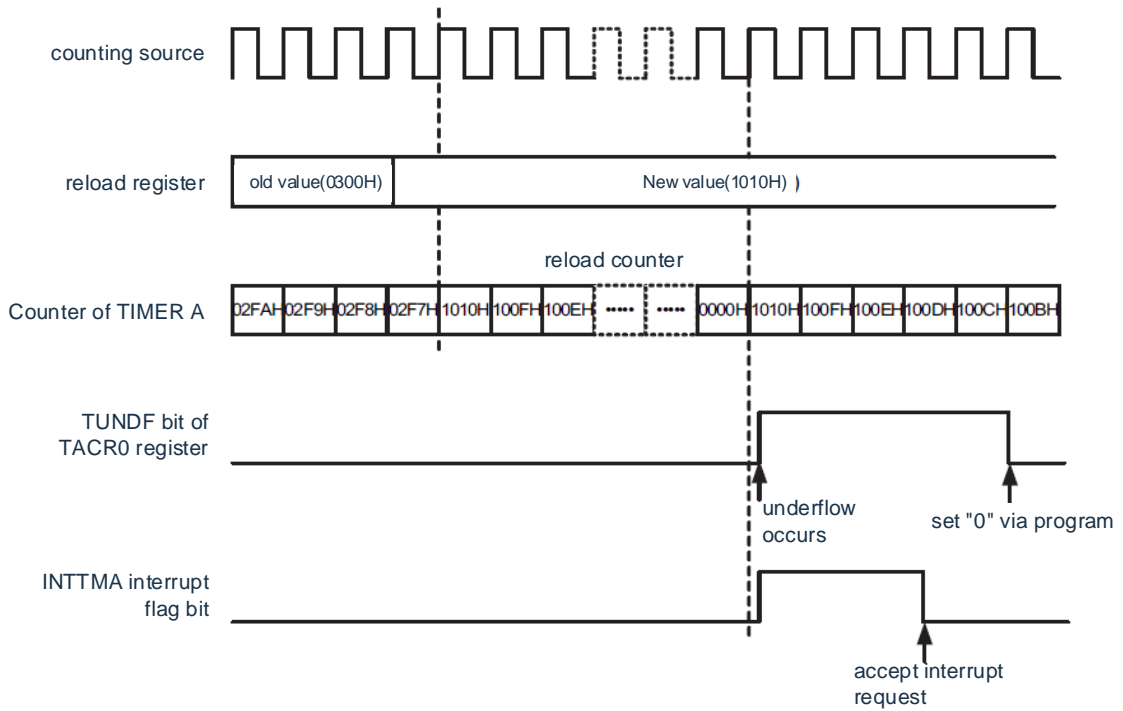 counting source
reload register
old value(0300H)
New value(1010H) )
reload counter
Counter of TIMER A
02FAH 02F9H 02F8H 02F7H 1010H 100FH 100EH ••••• ••••• 0000H 1010H 100FH 100EH 100DH 100CH 100BH
TUNDF bit of
TACR0 register
underflow
occurs
set "0" via program
INTTMA interrupt
flag bit
accept interrupt
request